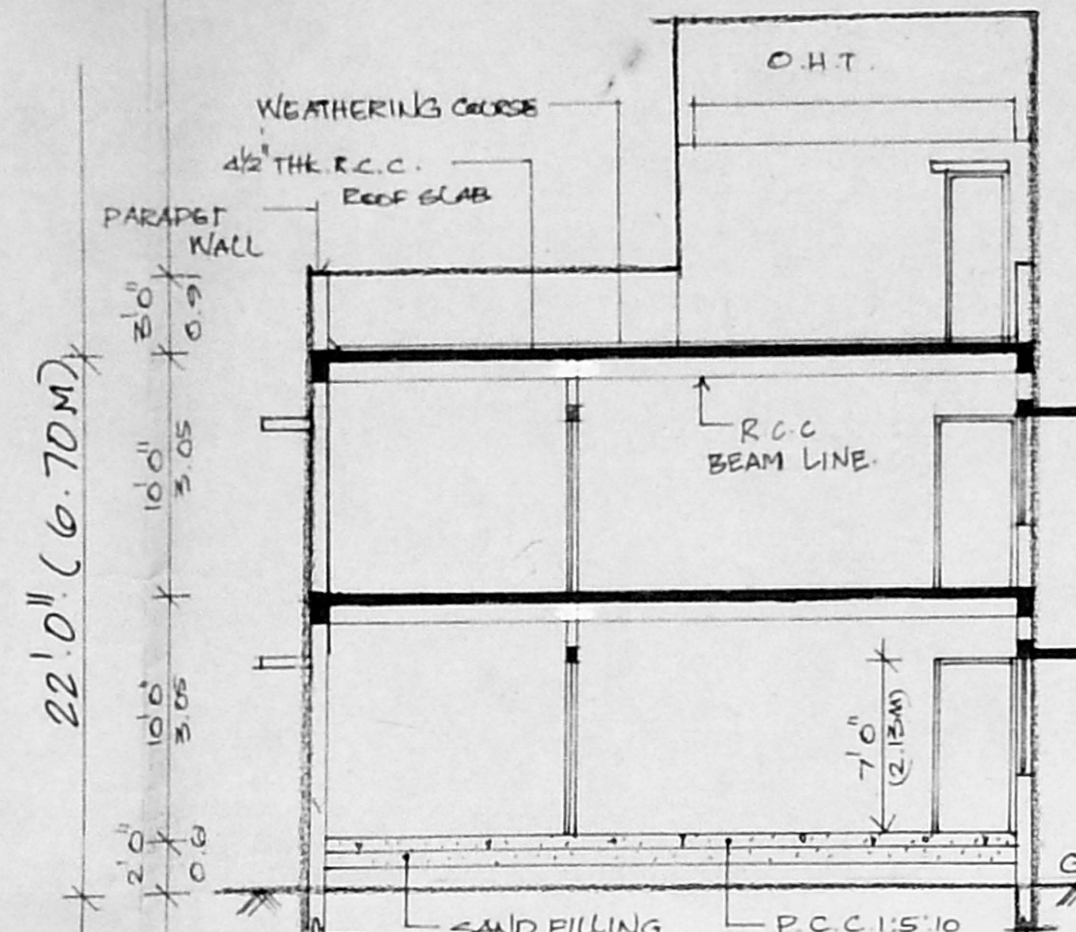 O.H.T.
WEATHERING COURSE
4½" THK. R.C.C.
ROOF SLAB
PARAPET
WALL
3'0"
0.91
22'.0" (6.70M)
10'0"
3.05
R.C.C
BEAM LINE.
10'0"
3.05
7'0"
(2.13M)
2'0"
0.6
G
SAND FILLING
P.C.C.1:5:10